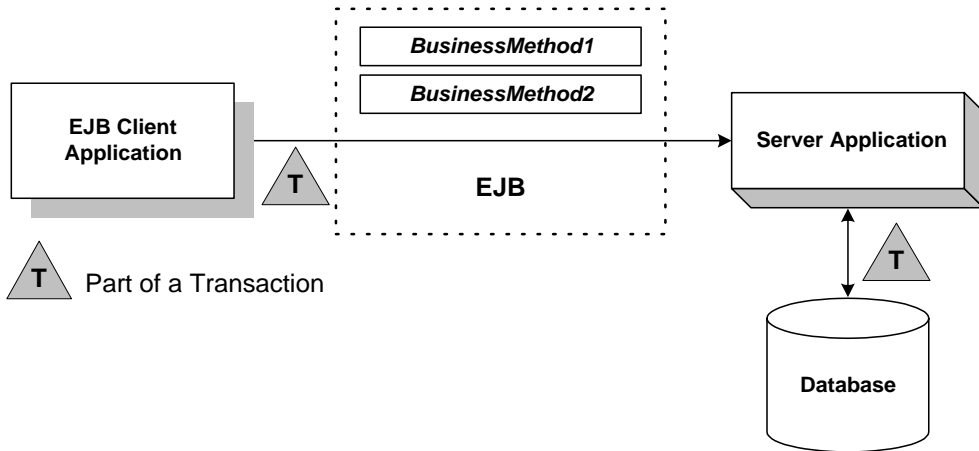 BusinessMethod1
BusinessMethod2
EJB Client
Application
Server Application
T
EJB
T
T Part of a Transaction
Database